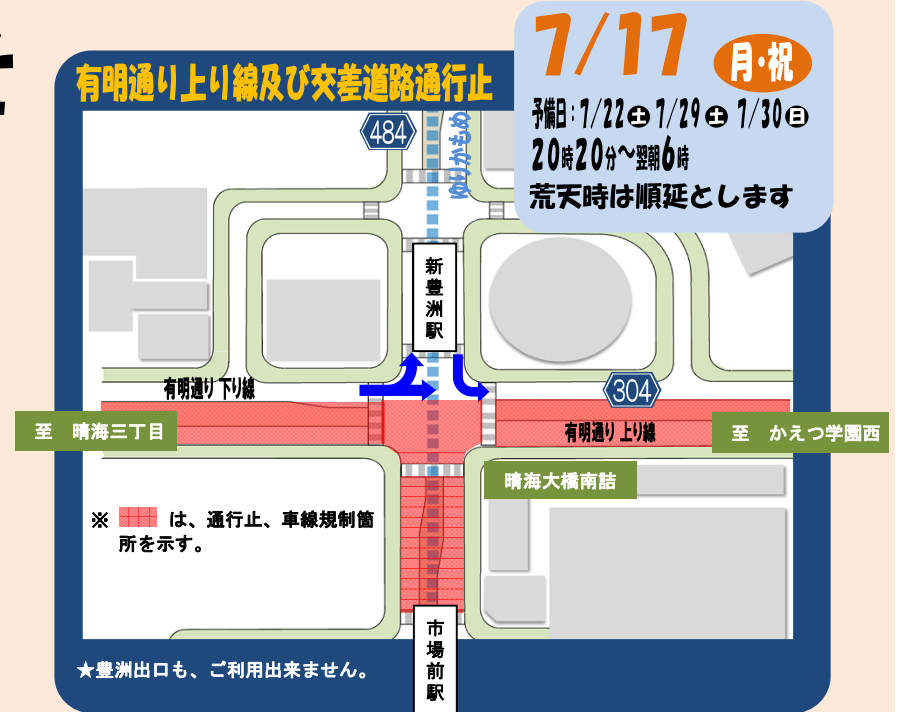 7/17 月・祝
予備日：7/22土 7/29土 7/30日
20時20分～翌朝6時
荒天時は順延とします
有明通り上り線及び交差道路通行止
484
ゆりかもめ
新豊洲駅
有明通り 下り線
304
至 晴海三丁目
有明通り 上り線
至 かえつ学園西
晴海大橋南詰
※ は、通行止、車線規制箇
所を示す。
市場前駅
★豊洲出口も、ご利用出来ません。